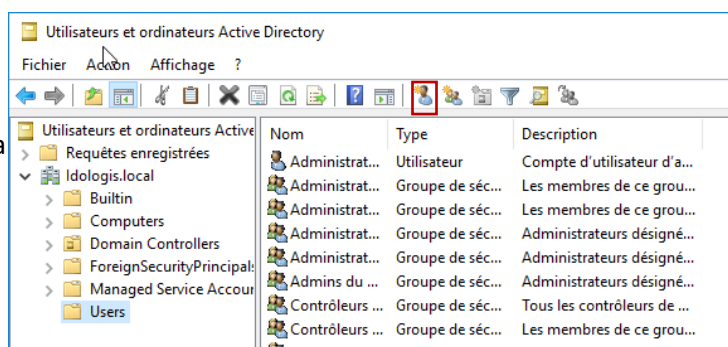 Utilisateurs et ordinateurs Active Directory
Fichier Action Affichage ?
Utilisateurs et ordinateurs Active
Requêtes enregistrées
ldologis.local
Builtin
Computers
Domain Controllers
ForeignSecurityPrincipals
Managed Service Accour
Users
a
Nom Type Description
Administrat... Utilisateur Compte d'utilisateur d'a...
Administrat... Groupe de séc... Les membres de ce grou...
Administrat... Groupe de séc... Les membres de ce grou...
Administrat... Groupe de séc... Administrateurs désigné...
Administrat... Groupe de séc... Administrateurs désigné...
Admins du ... Groupe de séc... Administrateurs désigné...
Contrôleurs ... Groupe de séc... Tous les contrôleurs de ...
Contrôleurs ... Groupe de séc... Les membres de ce grou...